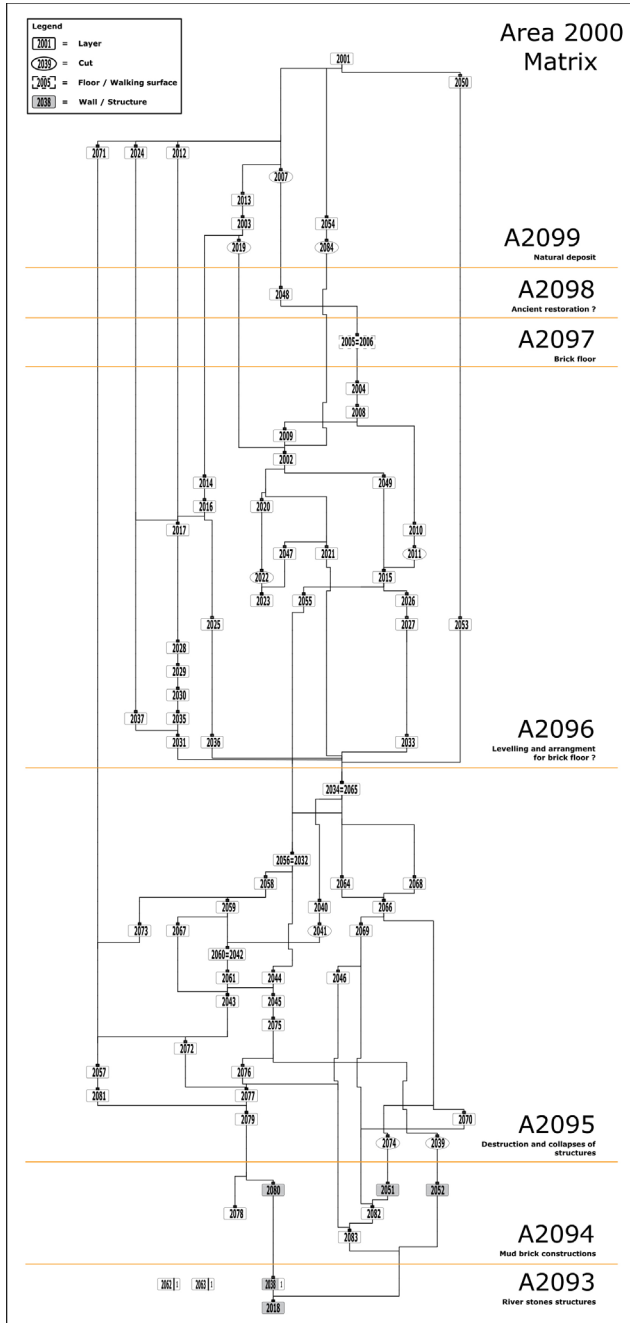 Legend
2001 = Layer
2039 = Cut
2005 = Floor / Walking surface
2038 = Wall / Structure
Area 2000
Matrix
2001
2050
2071 2024 2012
2007
2013
2003 2054
2019 2084
A2099
Natural deposit
2048
A2098
Ancient restoration ?
2005=2006
A2097
Brick floor
2004
2008
2009
2002
2014 2049
2016 2020
2017 2010
2047 2021 2011
2022 2015
2023 2055 2026
2025 2027 2053
2028
2029
2030
2037 2035
2031 2036 2033
A2096
Levelling and arrangment
for brick floor ?
2034=2065
2056=2032
2058 2064 2068
2059 2040 2066
2073 2067 2041 2069
2060=2042
2061 2044 2046
2043 2045
2075
2072
2057 2076
2081 2077
2079 2070
2074 2039
A2095
Destruction and collapses of
structures
2080 2051 2052
2078 2082
2083
A2094
Mud brick constructions
2062 1 2063 1 2038 1
2018
A2093
River stones structures